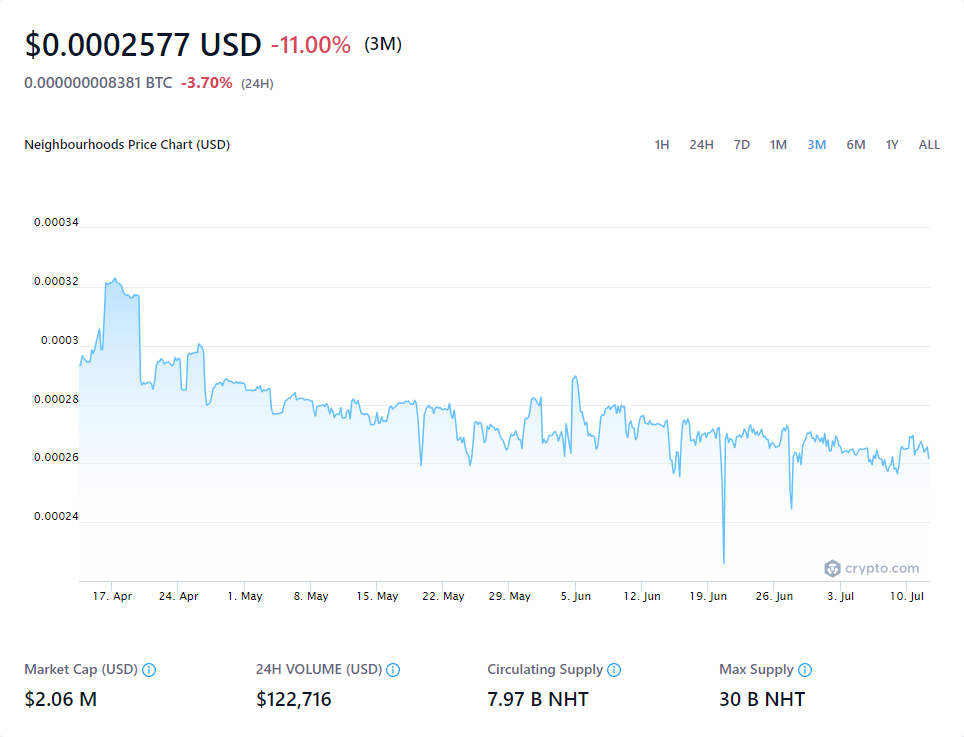 $0.0002577 USD -11.00% (3M)
0.000000008381 BTC -3.70% (24H)
Neighbourhoods Price Chart (USD) 1H 24H 7D 1M 3M 6M 1Y ALL
0.00034
0.00032
0.0003
0.00028
0.00026
0.00024
crypto.com
17. Apr 24. Apr 1. May 8. May 15. May 22. May 29. May 5. Jun 12. Jun 19. Jun 26. Jun 3. Jul 10. Jul
Market Cap (USD) 24H VOLUME (USD) Circulating Supply Max Supply
$2.06 M $122,716 7.97 B NHT 30 B NHT